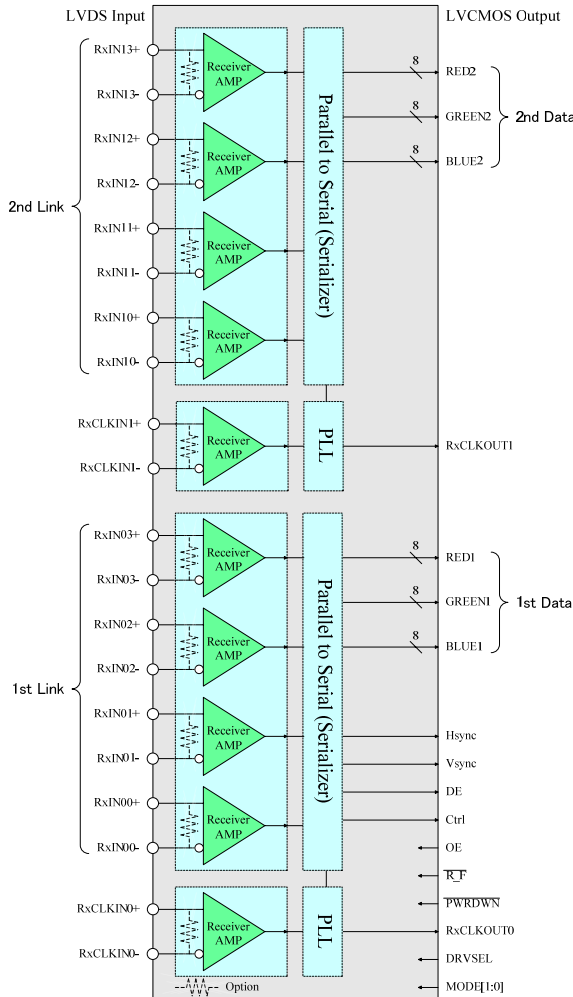 LVDS Input
LVCMOS Output
RxIN13+
RxIN13-
RxIN12+
RxIN12-
2nd Link
RxIN11+
RxIN11-
RxIN10+
RxIN10-
Receiver
AMP
Receiver
AMP
Receiver
AMP
Receiver
AMP
Parallel to Serial (Serializer)
8
RED2
8
GREEN2
8
BLUE2
2nd Data
RxCLKIN1+
RxCLKIN1-
Receiver
AMP
PLL
RxCLKOUT1
RxIN03+
RxIN03-
RxIN02+
RxIN02-
1st Link
RxIN01+
RxIN01-
RxIN00+
RxIN00-
Receiver
AMP
Receiver
AMP
Receiver
AMP
Receiver
AMP
Parallel to Serial (Serializer)
8
RED1
8
GREEN1
8
BLUE1
1st Data
Hsync
Vsync
DE
Ctrl
OE
R_F
PWRDWN
RxCLKIN0+
RxCLKIN0-
Receiver
AMP
PLL
RxCLKOUT0
DRVSEL
MODE[1:0]
Option